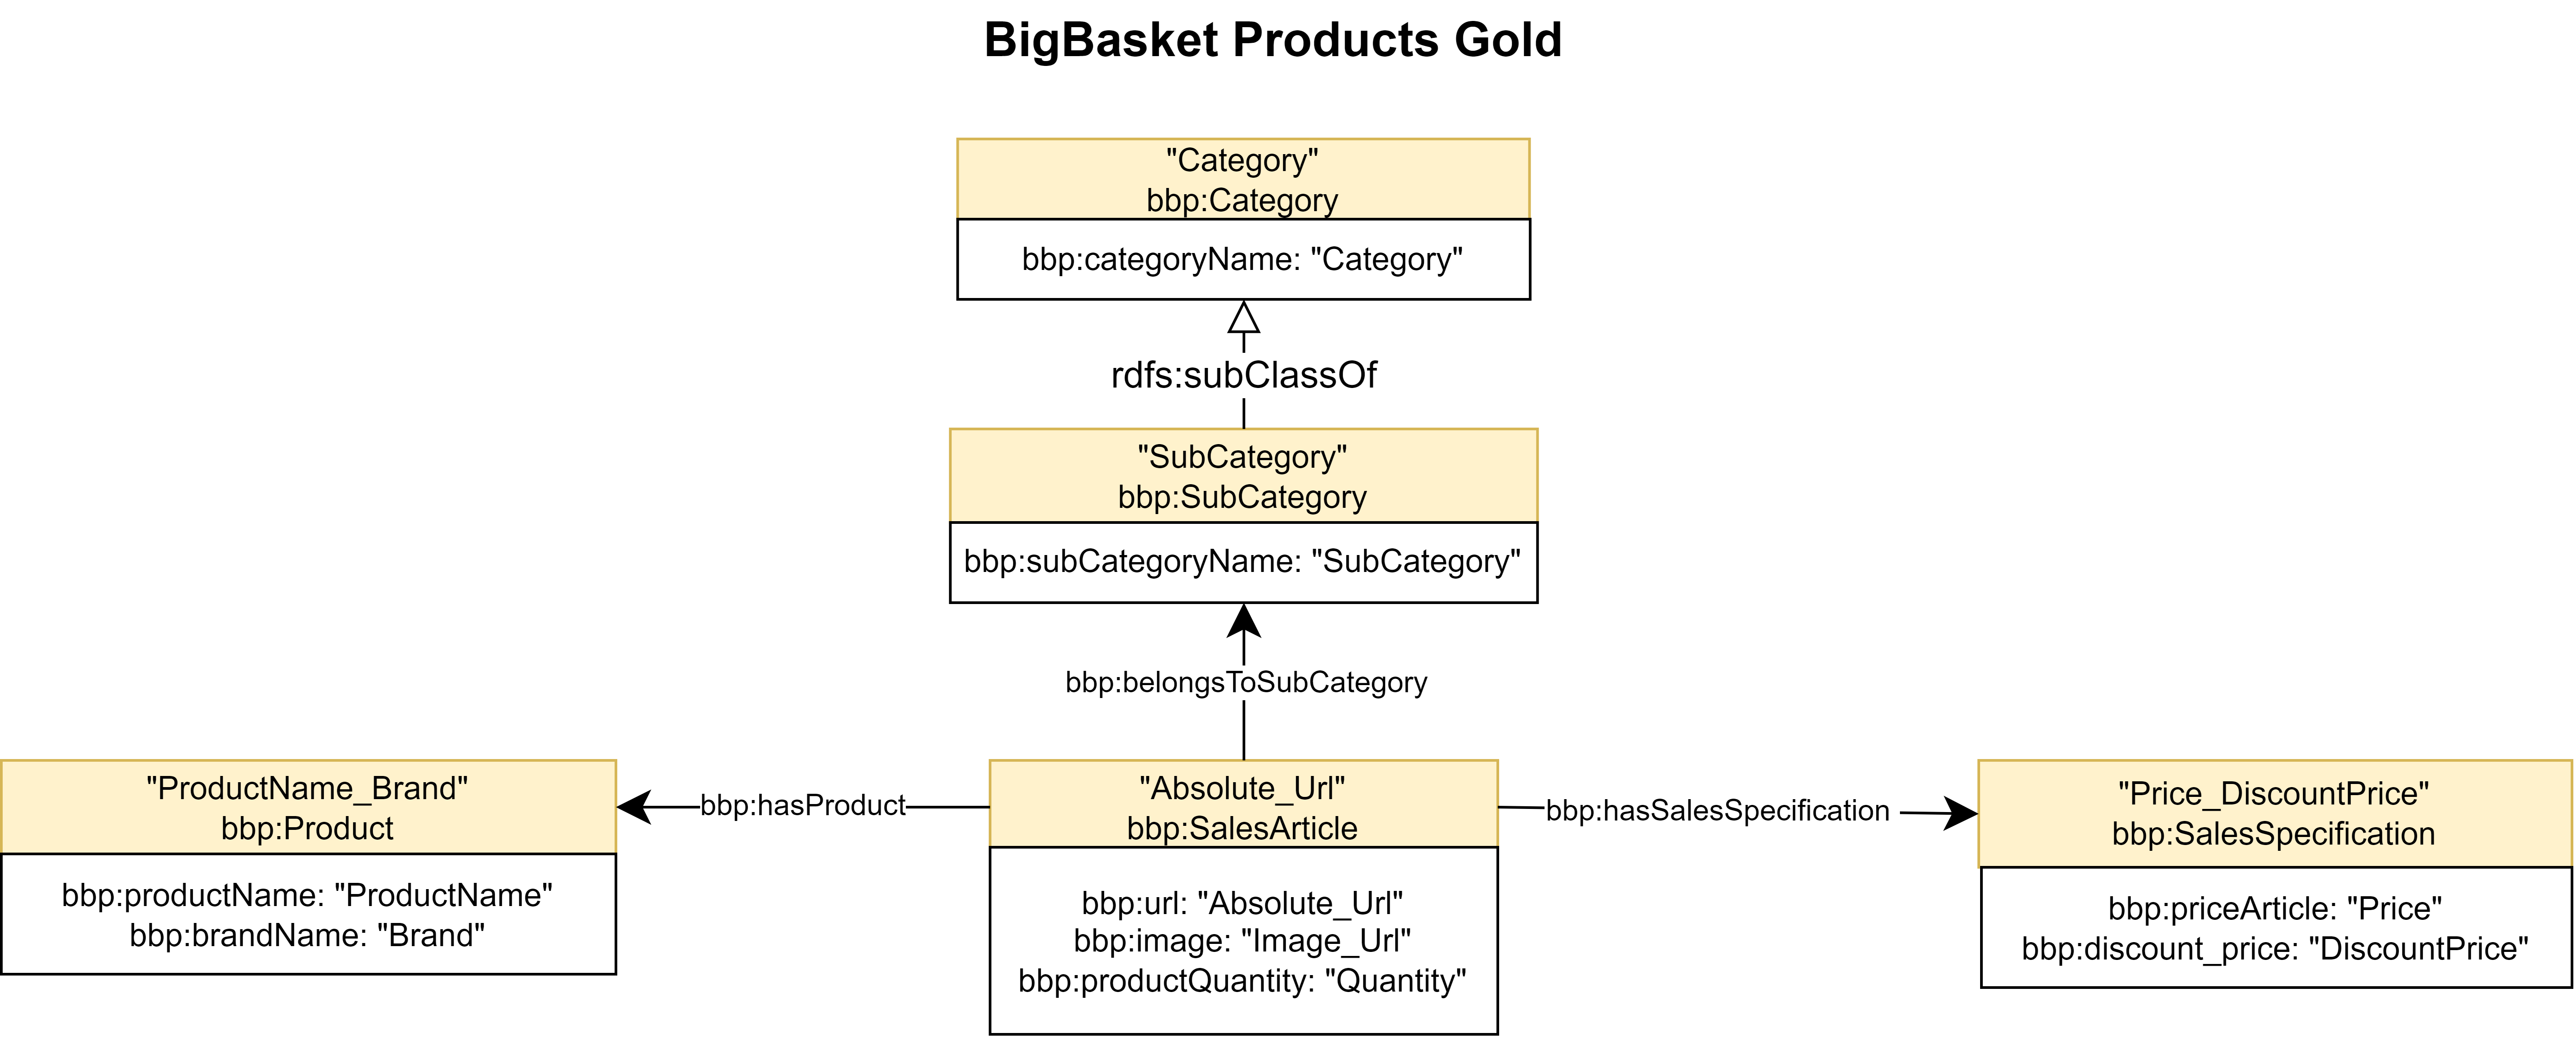 BigBasket Products Gold
"Category"
bbp:Category
bbp:categoryName: "Category"
rdfs:subClassOf
"SubCategory"
bbp:SubCategory
bbp:subCategoryName: "SubCategory"
bbp:belongsToSubCategory
"ProductName_Brand"
bbp:Product
bbp:productName: "ProductName"
bbp:brandName: "Brand"
bbp:hasProduct
"Absolute_Url"
bbp:SalesArticle
bbp:url: "Absolute_Url"
bbp:image: "Image_Url"
bbp:productQuantity: "Quantity"
bbp:hasSalesSpecification
"Price_DiscountPrice"
bbp:SalesSpecification
bbp:priceArticle: "Price"
bbp:discount_price: "DiscountPrice"